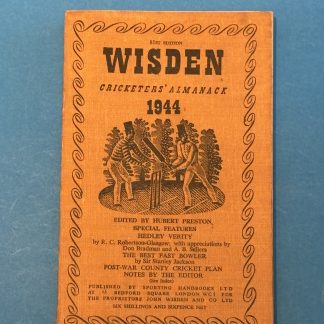 81ST EDITION
WISDEN
CRICKETERS' ALMANACK
1944
EDITED BY HUBERT PRESTON
SPECIAL FEATURES
HEDLEY VERITY
by R. C. Robertson-Glasgow, with appreciations by
Don Bradman and A. B. Sellers
THE BEST FAST BOWLER
by Sir Stanley Jackson
POST-WAR COUNTY CRICKET PLAN
NOTES BY THE EDITOR
(See Index)
PUBLISHED BY SPORTING HANDBOOKS LTD
AT 13 BEDFORD SQUARE LONDON WC1 FOR
THE PROPRIETORS JOHN WISDEN AND CO LTD
SIX SHILLINGS AND SIXPENCE NET